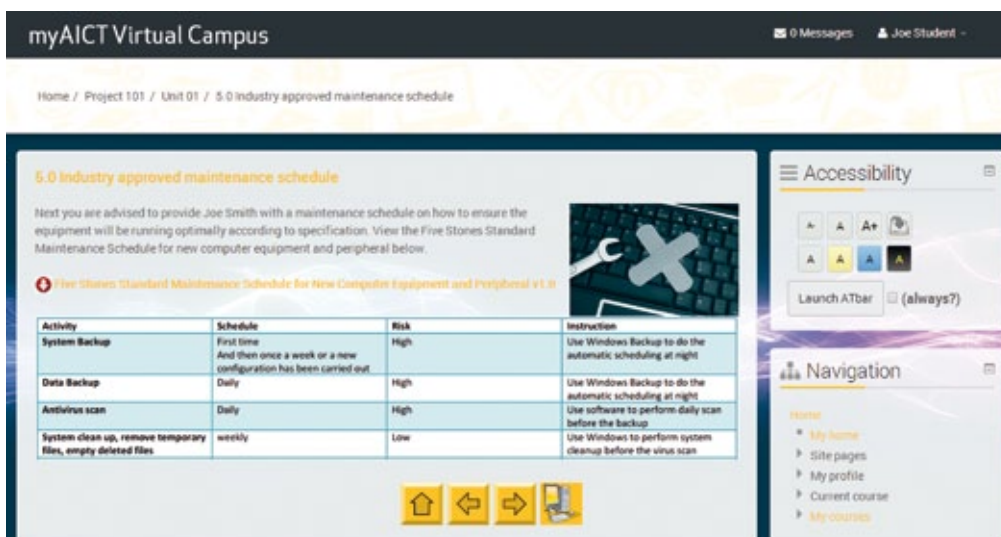 myAICT Virtual Campus
0 Messages
Joe Student
Home / Project 101 / Unit 01 / 5.0 Industry approved maintenance schedule
5.0 Industry approved maintenance schedule
Next you are advised to provide Joe Smith with a maintenance schedule on how to ensure the
equipment will be running optimally according to specification. View the Five Stones Standard
Maintenance Schedule for new computer equipment and peripheral below.
Five Stones Standard Maintenance Schedule for New Computer Equipment and Peripheral v1.0
Activity Schedule Risk Instruction
System Backup First time High Use Windows Backup to do the
And then once a week or a new automatic scheduling at night
configuration has been carried out
Data Backup Daily High Use Windows Backup to do the
automatic scheduling at night
Antivirus scan Daily High Use software to perform daily scan
before the backup
System clean up, remove temporary weekly Low Use Windows to perform system
files, empty deleted files cleanup before the virus scan
Accessibility
A- A A+
A A A A
Launch ATbar (always?)
Navigation
Home
My home
Site pages
My profile
Current course
My courses